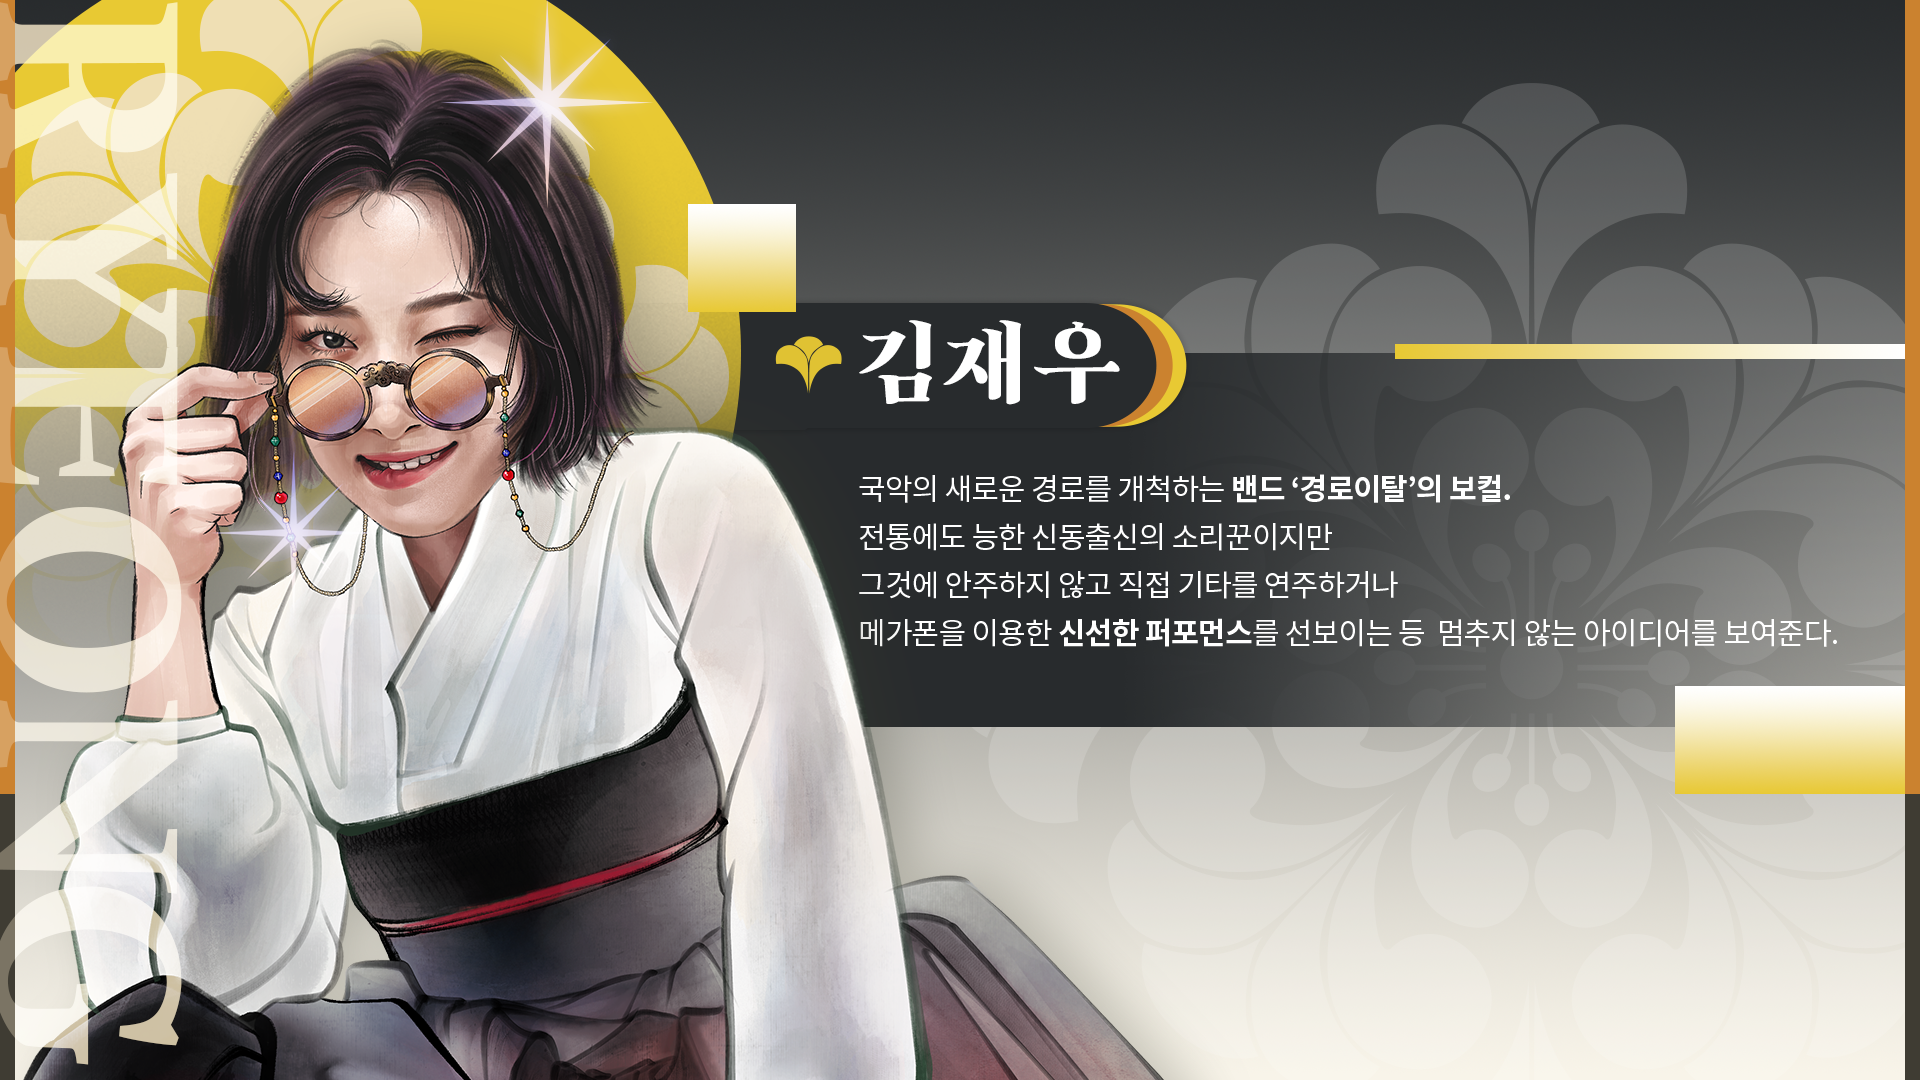 김재우
국악의 새로운 경로를 개척하는 밴드 ‘경로이탈’의 보컬.
전통에도 능한 신동출신의 소리꾼이지만
그것에 안주하지 않고 직접 기타를 연주하거나
메가폰을 이용한 신선한 퍼포먼스를 선보이는 등 멈추지 않는 아이디어를 보여준다.